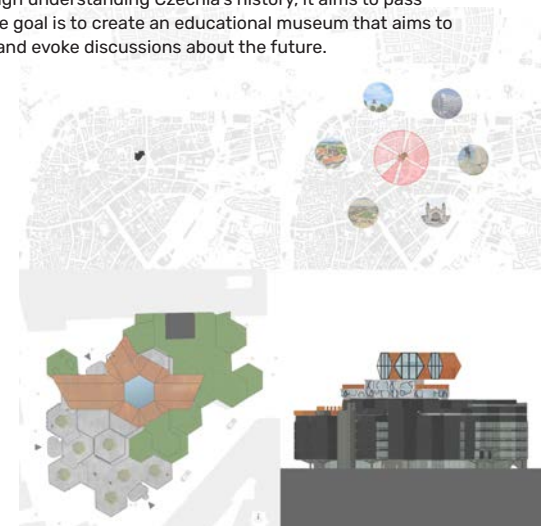 gh understanding Czechia's history, it aims to pass
e goal is to create an educational museum that aims to
and evoke discussions about the future.